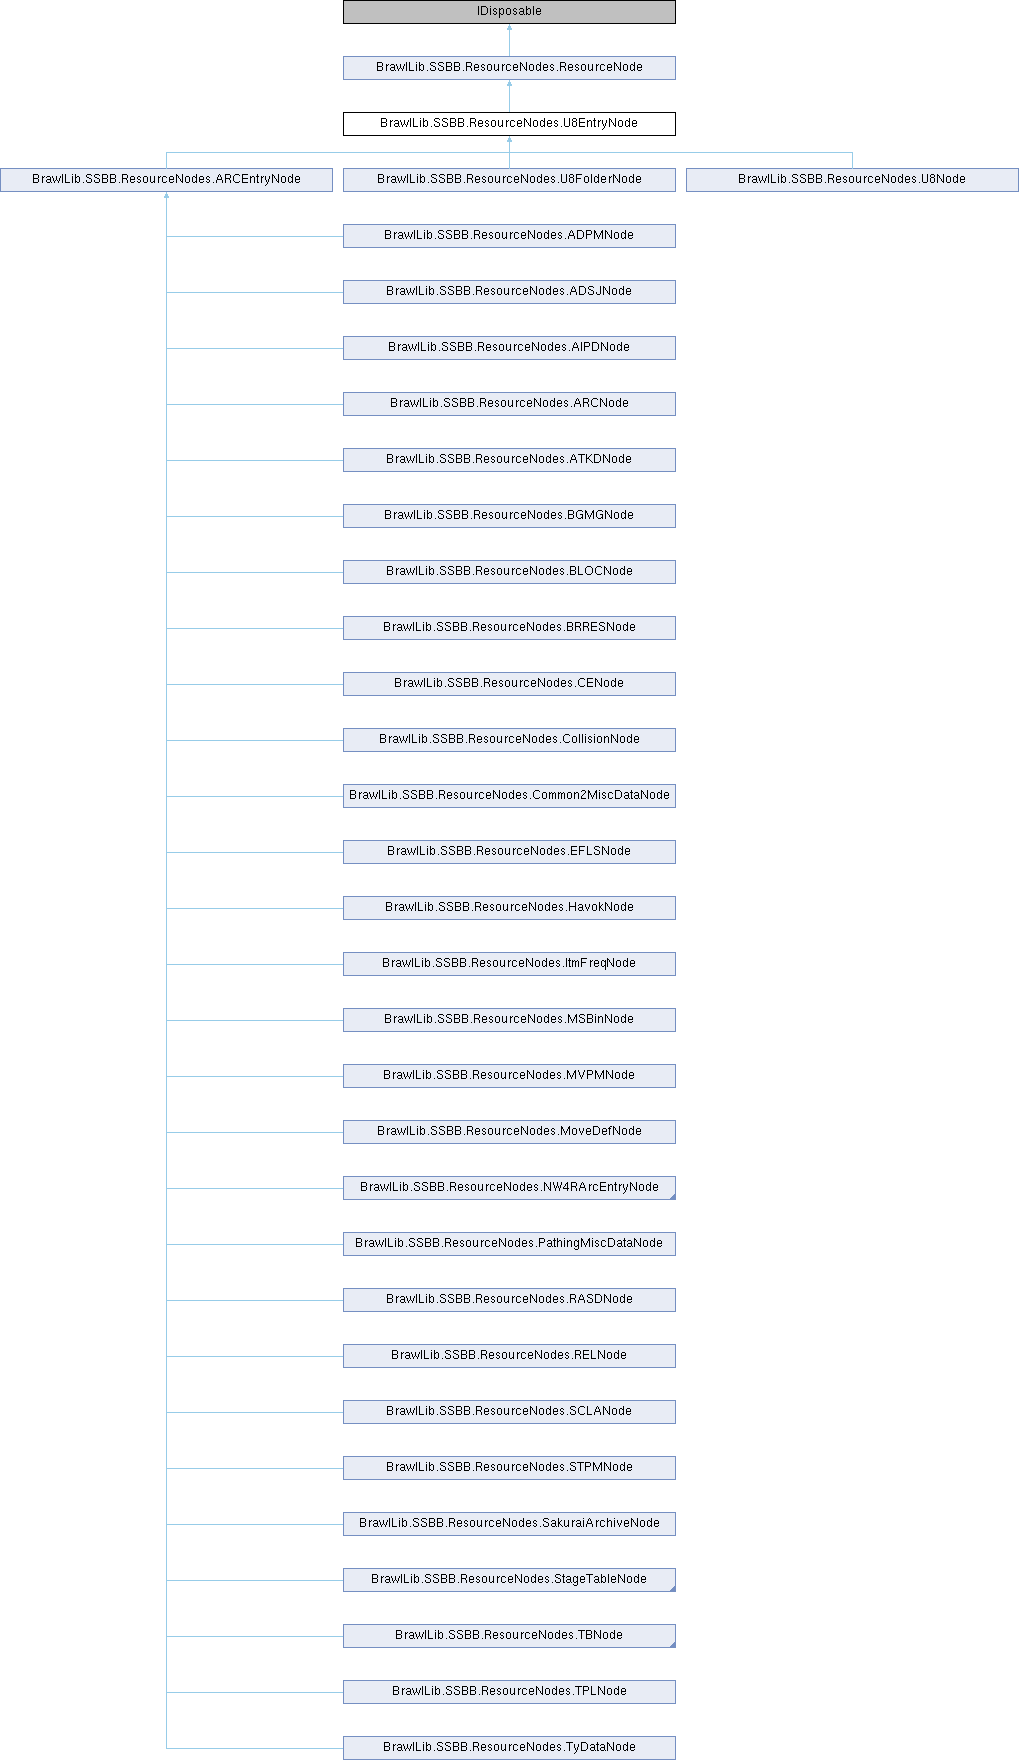 IDisposable
BrawlLib.SSBB.ResourceNodes.ResourceNode
BrawlLib.SSBB.ResourceNodes.U8EntryNode
BrawlLib.SSBB.ResourceNodes.ARCEntryNode
BrawlLib.SSBB.ResourceNodes.U8FolderNode
BrawlLib.SSBB.ResourceNodes.U8Node
BrawlLib.SSBB.ResourceNodes.ADPMNode
BrawlLib.SSBB.ResourceNodes.ADSJNode
BrawlLib.SSBB.ResourceNodes.AIPDNode
BrawlLib.SSBB.ResourceNodes.ARCNode
BrawlLib.SSBB.ResourceNodes.ATKDNode
BrawlLib.SSBB.ResourceNodes.BGMGNode
BrawlLib.SSBB.ResourceNodes.BLOCNode
BrawlLib.SSBB.ResourceNodes.BRRESNode
BrawlLib.SSBB.ResourceNodes.CENode
BrawlLib.SSBB.ResourceNodes.CollisionNode
BrawlLib.SSBB.ResourceNodes.Common2MiscDataNode
BrawlLib.SSBB.ResourceNodes.EFLSNode
BrawlLib.SSBB.ResourceNodes.HavokNode
BrawlLib.SSBB.ResourceNodes.ItmFreqNode
BrawlLib.SSBB.ResourceNodes.MSBinNode
BrawlLib.SSBB.ResourceNodes.MVPMNode
BrawlLib.SSBB.ResourceNodes.MoveDefNode
BrawlLib.SSBB.ResourceNodes.NW4RArcEntryNode
BrawlLib.SSBB.ResourceNodes.PathingMiscDataNode
BrawlLib.SSBB.ResourceNodes.RASDNode
BrawlLib.SSBB.ResourceNodes.RELNode
BrawlLib.SSBB.ResourceNodes.SCLANode
BrawlLib.SSBB.ResourceNodes.STPMNode
BrawlLib.SSBB.ResourceNodes.SakuraiArchiveNode
BrawlLib.SSBB.ResourceNodes.StageTableNode
BrawlLib.SSBB.ResourceNodes.TBNode
BrawlLib.SSBB.ResourceNodes.TPLNode
BrawlLib.SSBB.ResourceNodes.TyDataNode